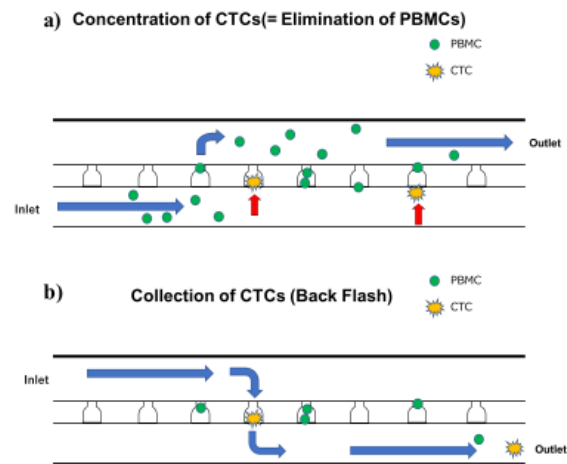 a) Concentration of CTCs(= Elimination of PBMCs)
PBMC
CTC
Outlet
Inlet
b) Collection of CTCs (Back Flash)
PBMC
CTC
Inlet
Outlet